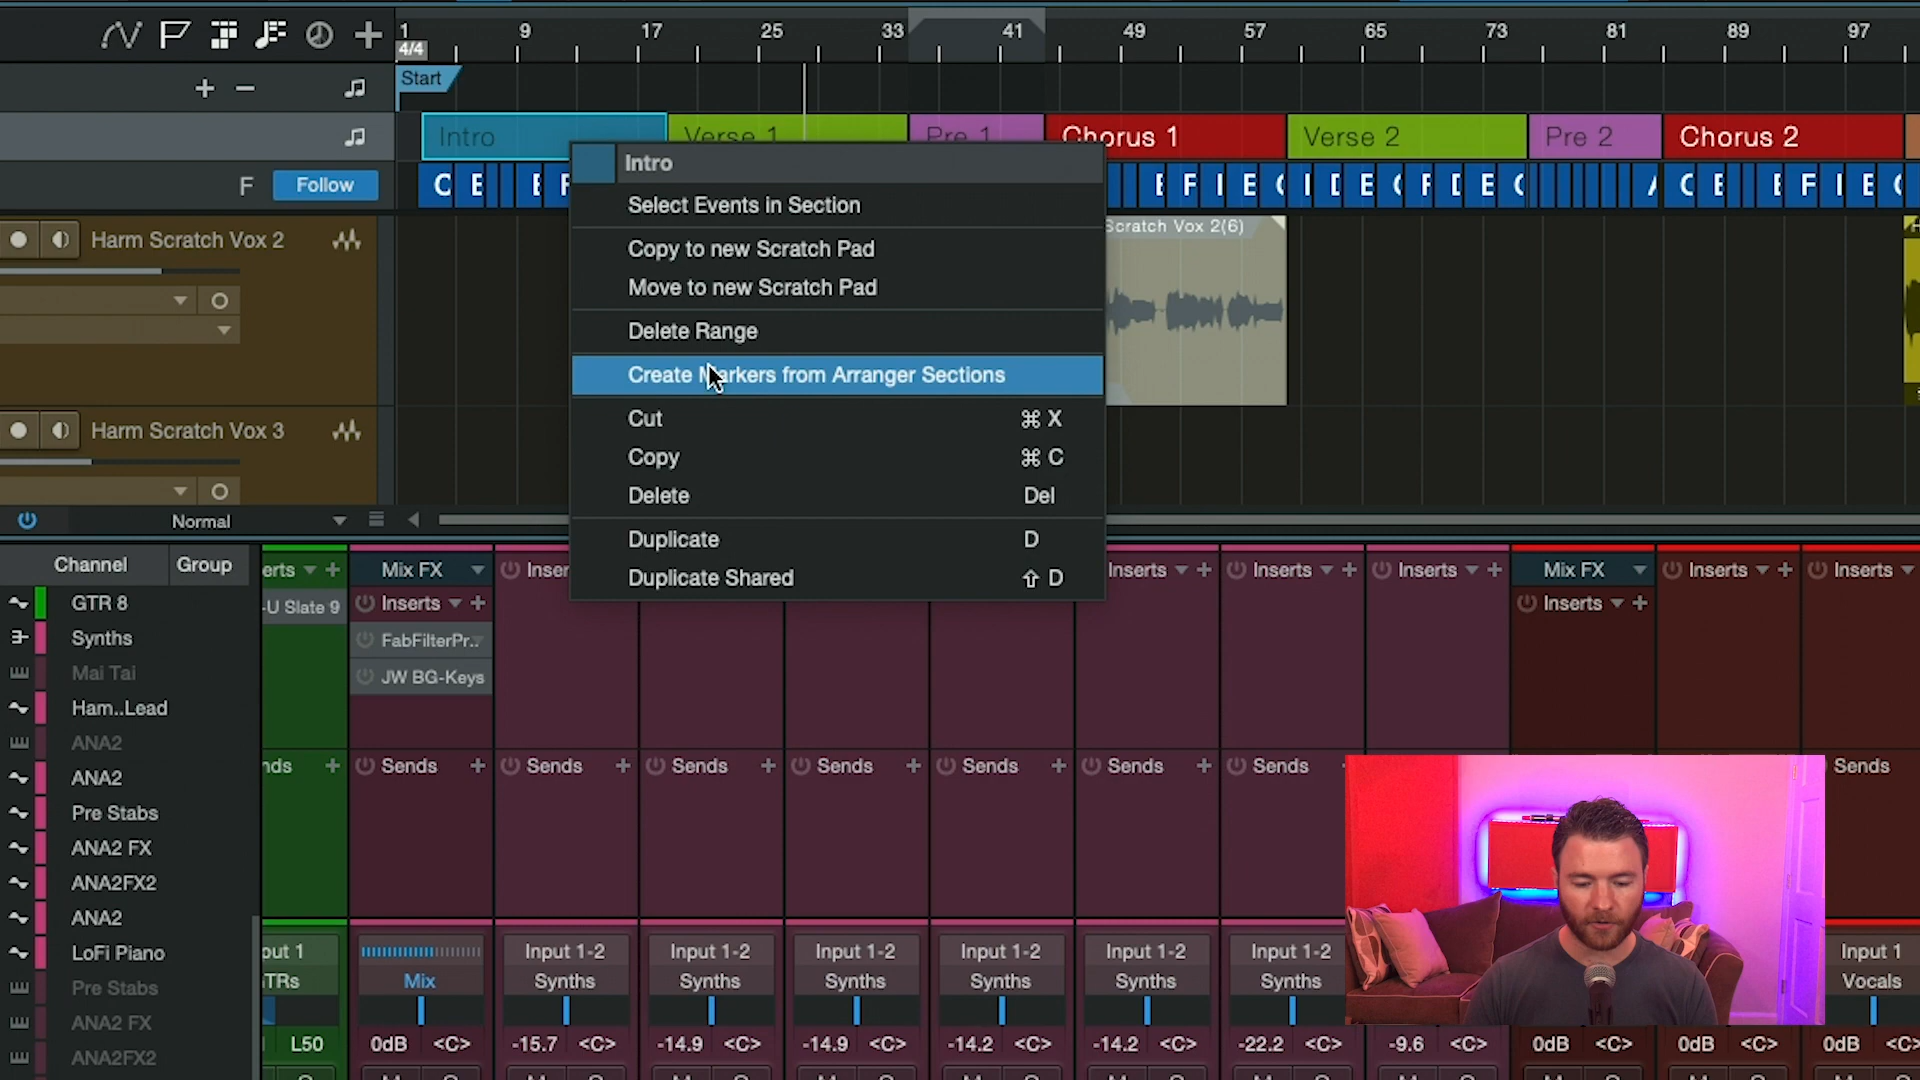 1 9 17 25 33 41 49 57 65 73 81 89 97
4/4
Start
Intro Verse 1 Pre 1 Chorus 1 Verse 2 Pre 2 Chorus 2
F Follow
C E E F E F I E C I D E C F D E C A C E E F I E C
Harm Scratch Vox 2
Scratch Vox 2(6)
Harm Scratch Vox 3
Normal
Intro
Select Events in Section
Copy to new Scratch Pad
Move to new Scratch Pad
Delete Range
Create Markers from Arranger Sections
Cut ⌘ X
Copy ⌘ C
Delete Del
Duplicate D
Duplicate Shared ⇧ D
Channel Group
GTR 8
Synths
Mai Tai
Ham..Lead
ANA2
ANA2
Pre Stabs
ANA2 FX
ANA2FX2
ANA2
LoFi Piano
Pre Stabs
ANA2 FX
ANA2FX2
erts + Mix FX Inser Inserts + Inserts + Inserts + Mix FX Inserts + Inserts
-U Slate 9 Inserts + Inserts +
FabFilterPr..
JW BG-Keys
nds + Sends + Sends + Sends + Sends + Sends + Sends + Sends Sends
put 1 Input 1-2 Input 1-2 Input 1-2 Input 1-2 Input 1-2 Input 1-2 Input 1
TRs Mix Synths Synths Synths Synths Synths Synths Vocals
L50 0dB <C> -15.7 <C> -14.9 <C> -14.9 <C> -14.2 <C> -14.2 <C> -22.2 <C> -9.6 <C> 0dB <C> 0dB <C> 0dB <C>